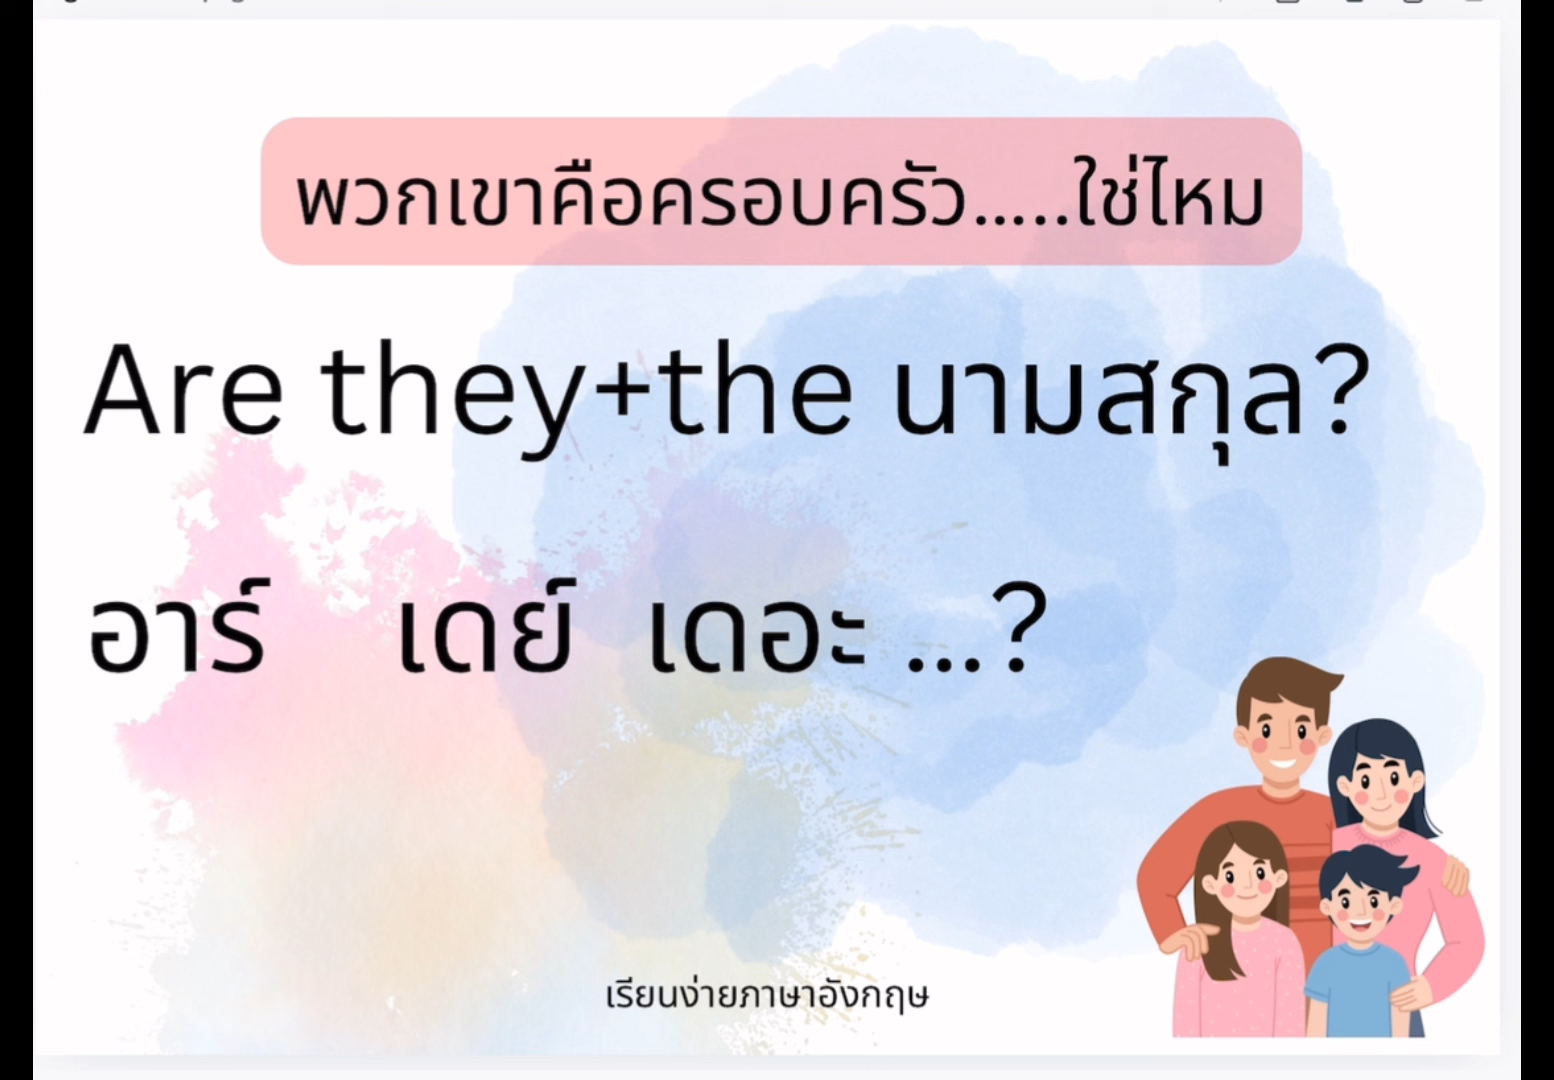 พวกเขาคือครอบครัว.....ใช่ไหม
Are they+the นามสกุล?
อาร์ เดย์ เดอะ ...?
เรียนง่ายภาษาอังกฤษ